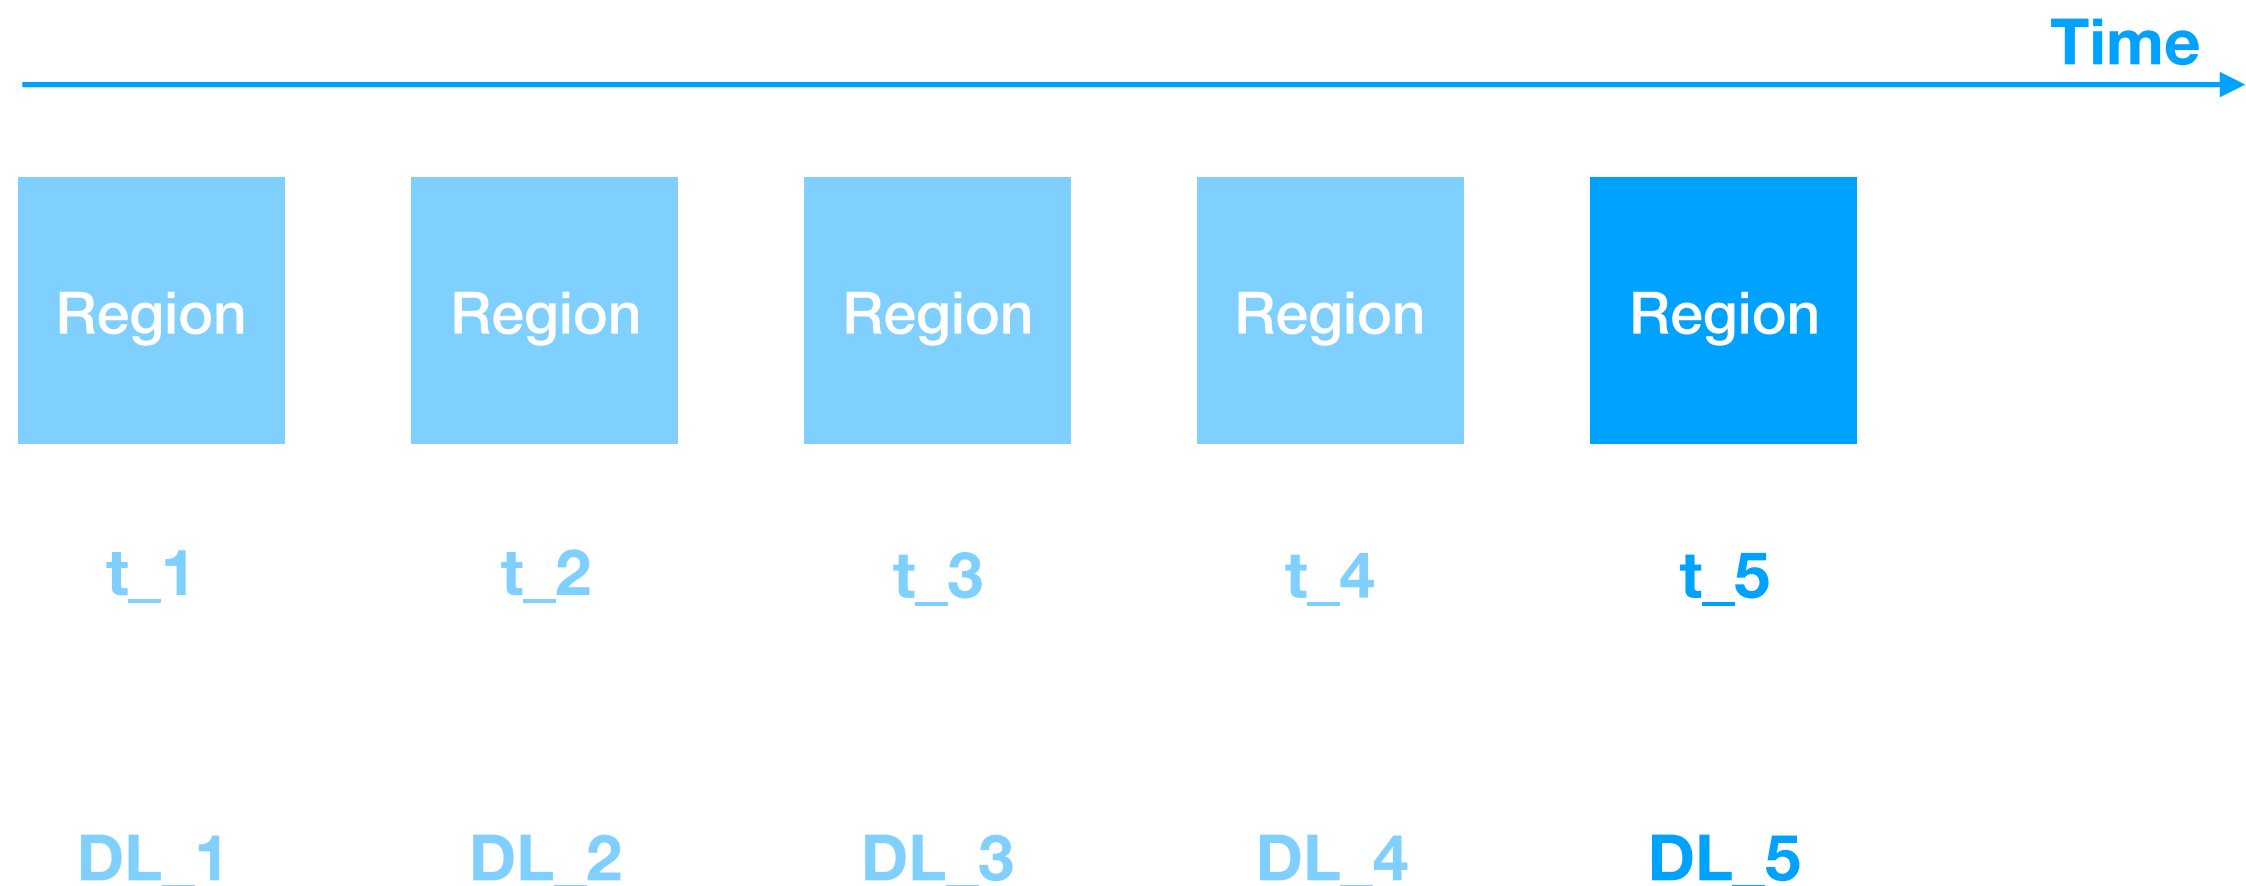 Time
Region Region Region Region Region
t_1 t_2 t_3 t_4 t_5
DL_1 DL_2 DL_3 DL_4 DL_5